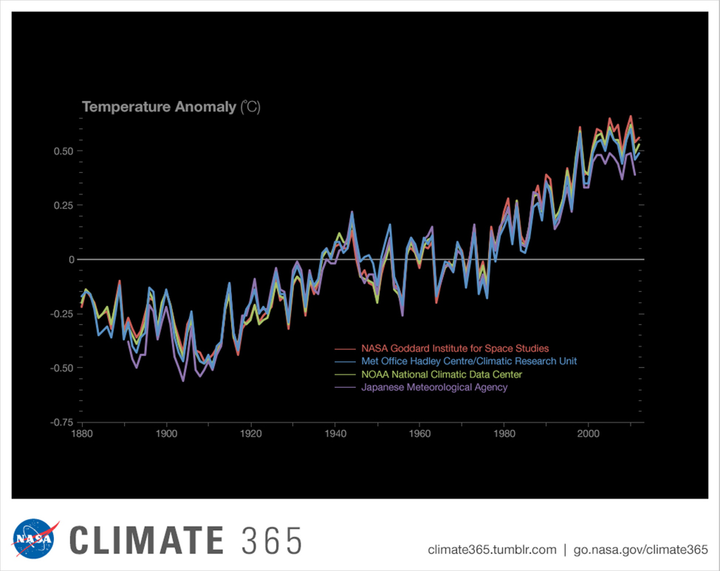 Temperature Anomaly (°C)
0.50
0.25
0
-0.25
-0.50
-0.75
NASA Goddard Institute for Space Studies
Met Office Hadley Centre/Climatic Research Unit
NOAA National Climatic Data Center
Japanese Meteorological Agency
1880 1900 1920 1940 1960 1980 2000
NASA
CLIMATE 365
climate365.tumblr.com | go.nasa.gov/climate365